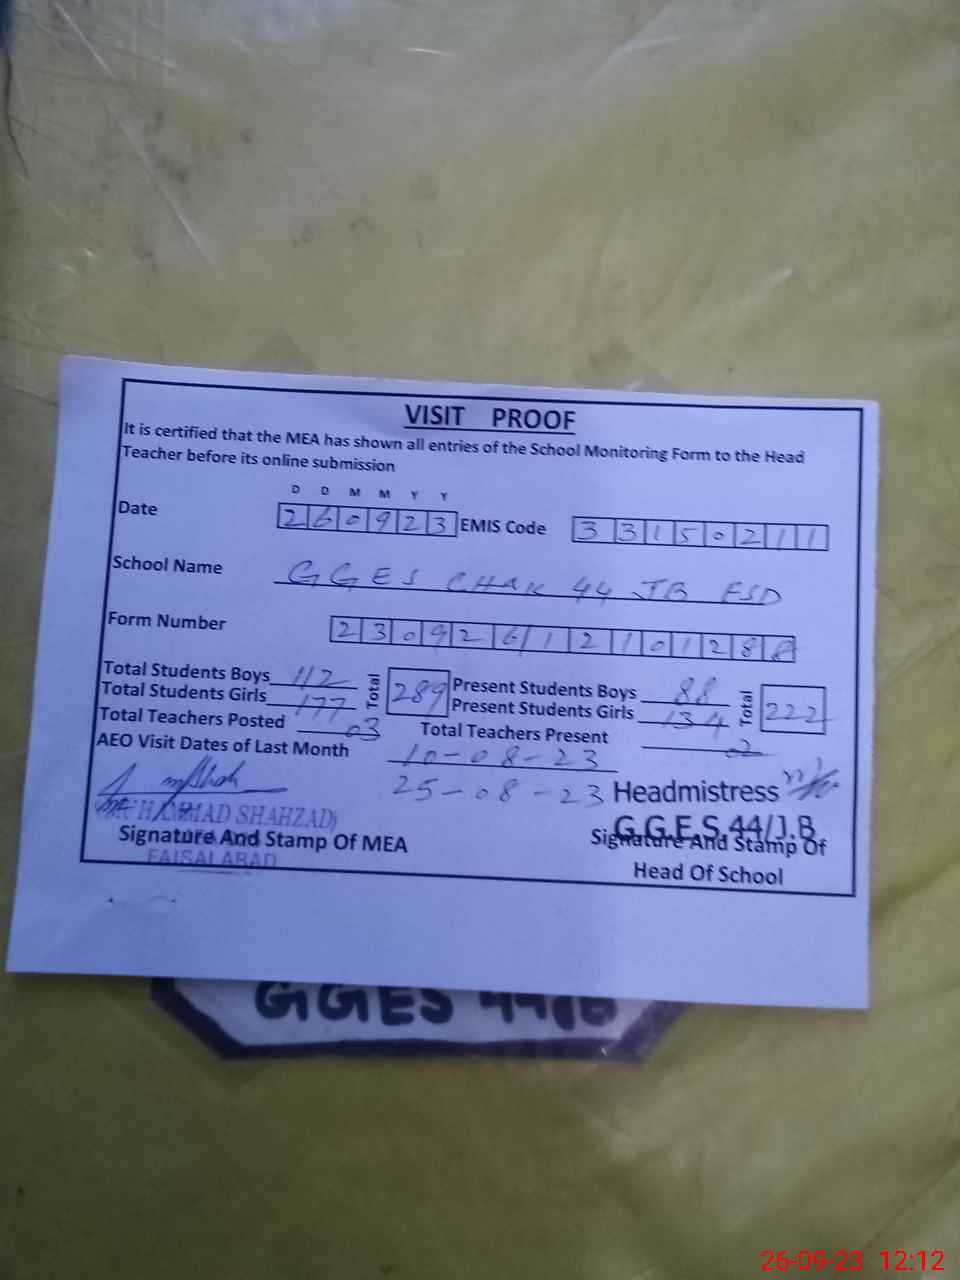 VISIT PROOF
It is certified that the MEA has shown all entries of the School Monitoring Form to the Head
Teacher before its online submission
D D M M Y Y
Date 260923 EMIS Code 33150211
School Name GGES CHAK 44 JB FSD
Form Number 230926/12101288
Total Students Boys 112 Total 289 Present Students Boys 88 Total 222
Total Students Girls 177 Present Students Girls 134
Total Teachers Posted 03 Total Teachers Present 02
AEO Visit Dates of Last Month 10-08-23
25-08-23 Headmistress
(MUHAMMAD SHAHZAD) G.G.E.S. 44/J.B
Signature And Stamp Of MEA Signature And Stamp Of
FAISALABAD Head Of School
GGES 44JB
26-09-23 12:12